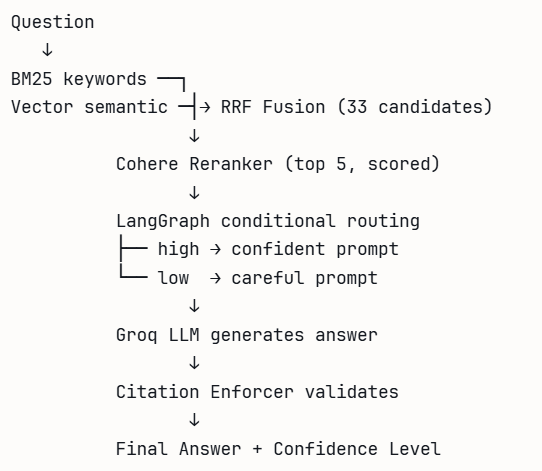 Question
↓
BM25 keywords ──┐
Vector semantic ─┤→ RRF Fusion (33 candidates)
↓
Cohere Reranker (top 5, scored)
↓
LangGraph conditional routing
├── high → confident prompt
└── low  → careful prompt
↓
Groq LLM generates answer
↓
Citation Enforcer validates
↓
Final Answer + Confidence Level